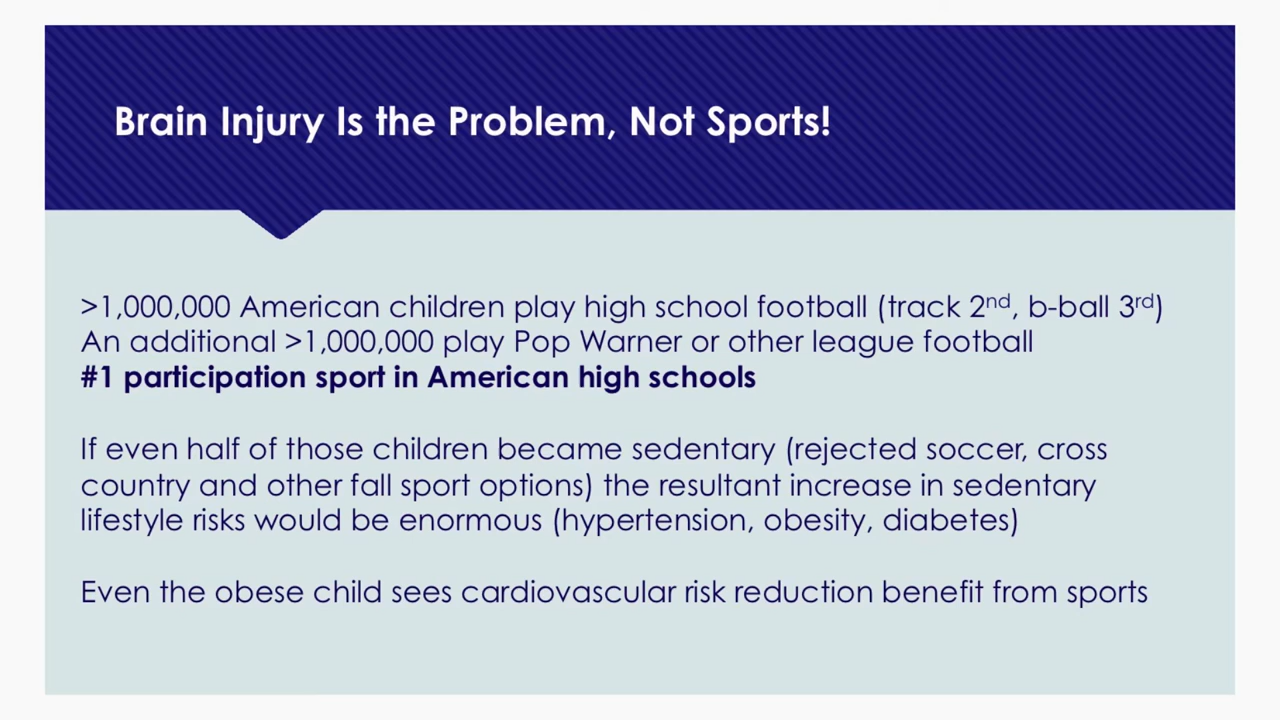 Brain Injury Is the Problem, Not Sports!
>1,000,000 American children play high school football (track 2nd, b-ball 3rd)
An additional >1,000,000 play Pop Warner or other league football
#1 participation sport in American high schools
If even half of those children became sedentary (rejected soccer, cross
country and other fall sport options) the resultant increase in sedentary
lifestyle risks would be enormous (hypertension, obesity, diabetes)
Even the obese child sees cardiovascular risk reduction benefit from sports